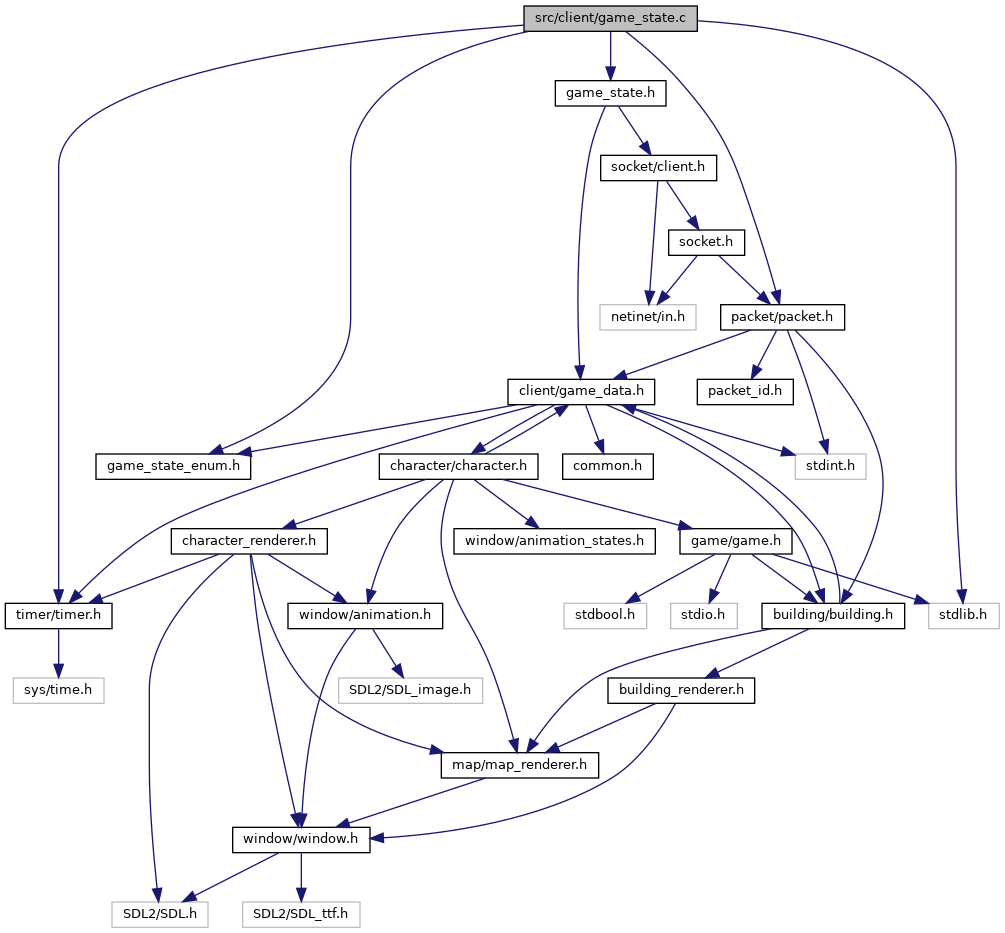 src/client/game_state.c
game_state.h
socket/client.h
socket.h
netinet/in.h
packet/packet.h
client/game_data.h
packet_id.h
game_state_enum.h
character/character.h
common.h
stdint.h
character_renderer.h
window/animation_states.h
game/game.h
timer/timer.h
window/animation.h
stdbool.h
stdio.h
building/building.h
stdlib.h
sys/time.h
SDL2/SDL_image.h
building_renderer.h
map/map_renderer.h
window/window.h
SDL2/SDL.h
SDL2/SDL_ttf.h